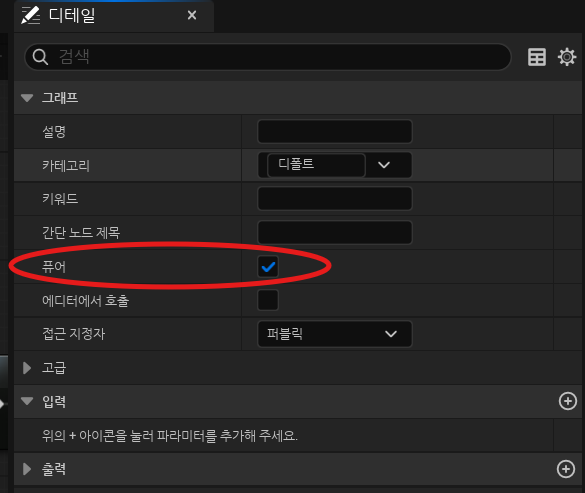 디테일
검색
그래프
설명
카테고리 디폴트
키워드
간단 노드 제목
퓨어
에디터에서 호출
접근 지정자 퍼블릭
고급
입력
위의 + 아이콘을 눌러 파라미터를 추가해 주세요.
출력